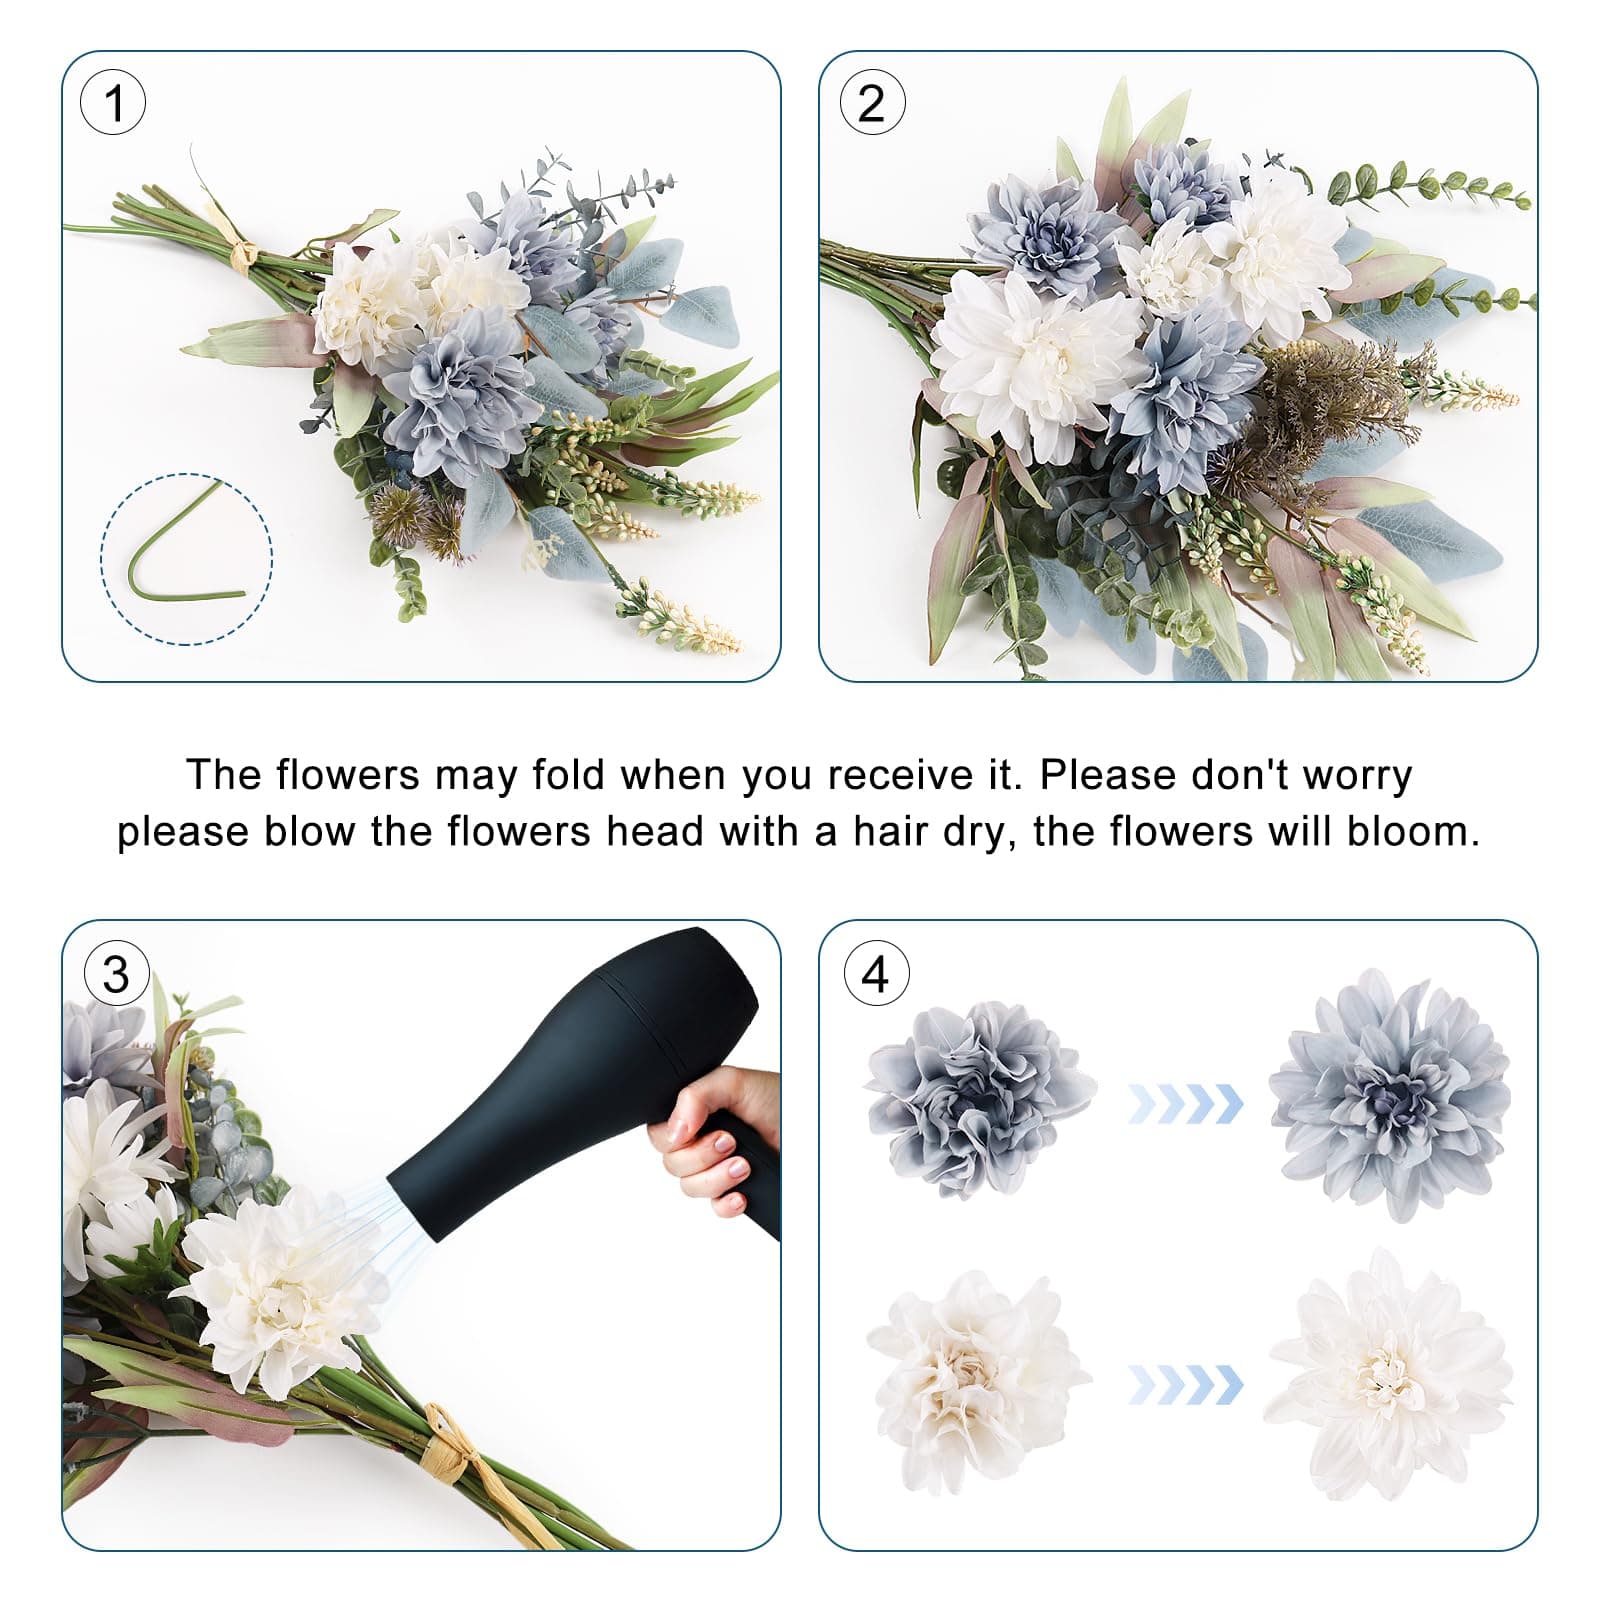 1
2
The flowers may fold when you receive it. Please don't worry
please blow the flowers head with a hair dry, the flowers will bloom.
3
4